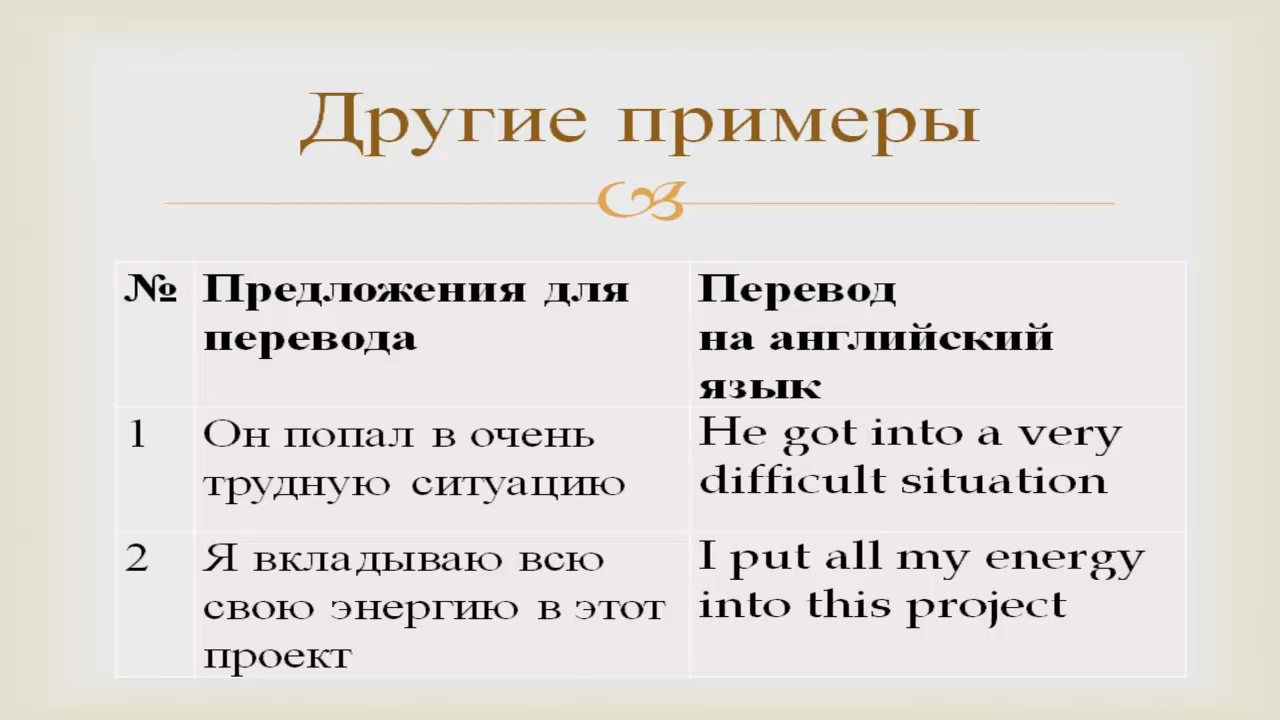 Другие примеры
№ Предложения для перевода Перевод на английский язык
1 Он попал в очень трудную ситуацию He got into a very difficult situation
2 Я вкладываю всю свою энергию в этот проект I put all my energy into this project